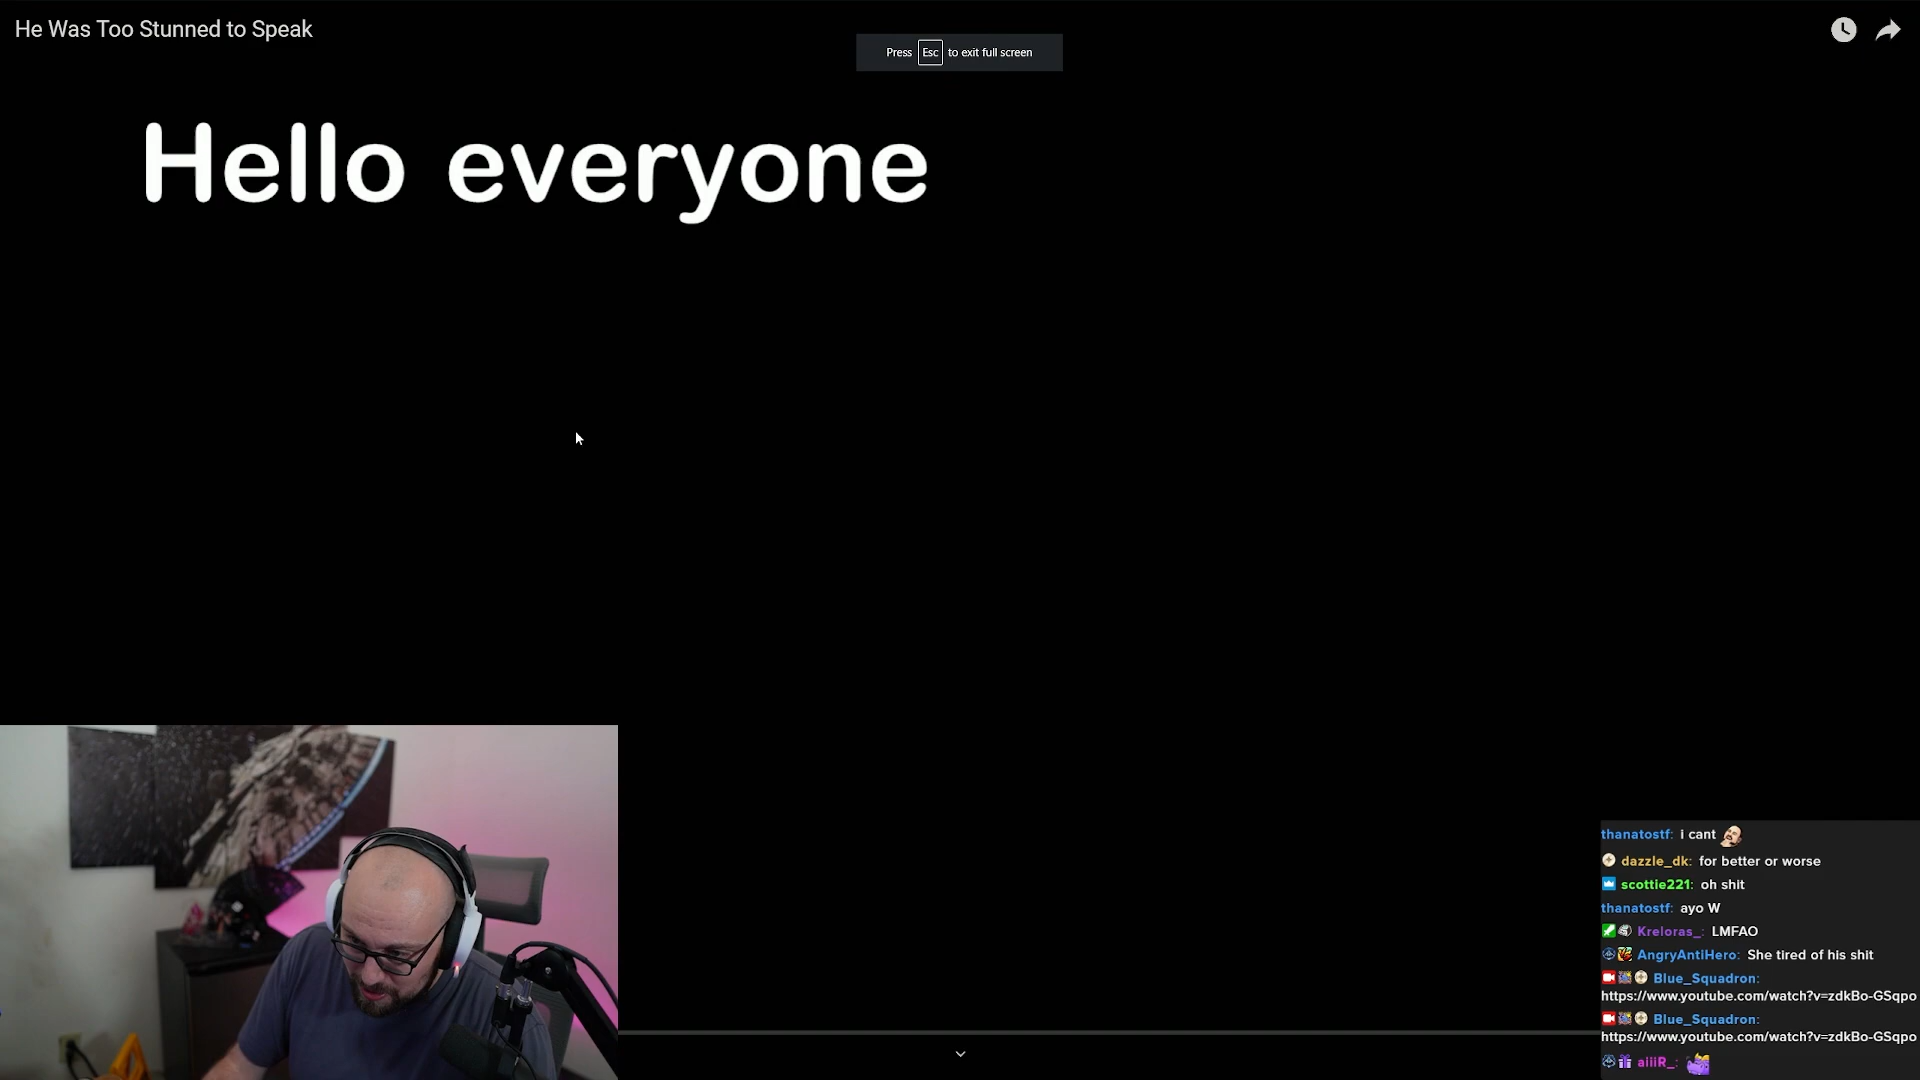 He Was Too Stunned to Speak
Press Esc to exit full screen
Hello everyone
thanatostf: i cant
dazzle_dk: for better or worse
scottie221: oh shit
thanatostf: ayo W
Kreloras_: LMFAO
AngryAntiHero: She tired of his shit
Blue_Squadron:
https://www.youtube.com/watch?v=zdkBo-GSqpo
Blue_Squadron:
https://www.youtube.com/watch?v=zdkBo-GSqpo
aiiiR_: